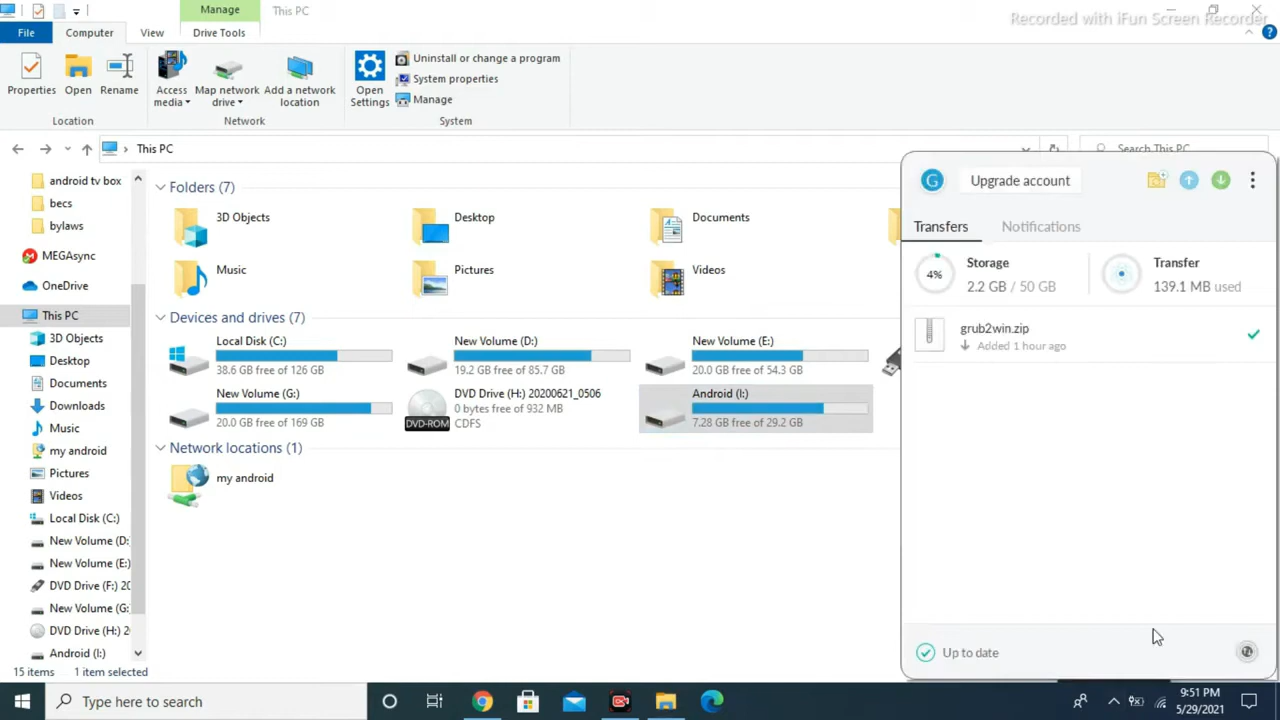 Manage
This PC
Recorded with iFun Screen Recorder
File
Computer
View
Drive Tools
Properties
Open
Rename
Access media
Map network drive
Add a network location
Open Settings
Uninstall or change a program
System properties
Manage
Location
Network
System
This PC
Search This PC
android tv box
becs
bylaws
MEGAsync
OneDrive
This PC
3D Objects
Desktop
Documents
Downloads
Music
my android
Pictures
Videos
Local Disk (C:)
New Volume (D:
New Volume (E:)
DVD Drive (F:) 20
New Volume (G:
DVD Drive (H:) 2
Android (I:)
Folders (7)
3D Objects
Desktop
Documents
Music
Pictures
Videos
Devices and drives (7)
Local Disk (C:)
38.6 GB free of 126 GB
New Volume (D:)
19.2 GB free of 85.7 GB
New Volume (E:)
20.0 GB free of 54.3 GB
New Volume (G:)
20.0 GB free of 169 GB
DVD-ROM
DVD Drive (H:) 20200621_0506
0 bytes free of 932 MB
CDFS
Android (I:)
7.28 GB free of 29.2 GB
Network locations (1)
my android
G
Upgrade account
Transfers
Notifications
4%
Storage
2.2 GB / 50 GB
Transfer
139.1 MB used
grub2win.zip
Added 1 hour ago
Up to date
15 items
1 item selected
Type here to search
9:51 PM
5/29/2021